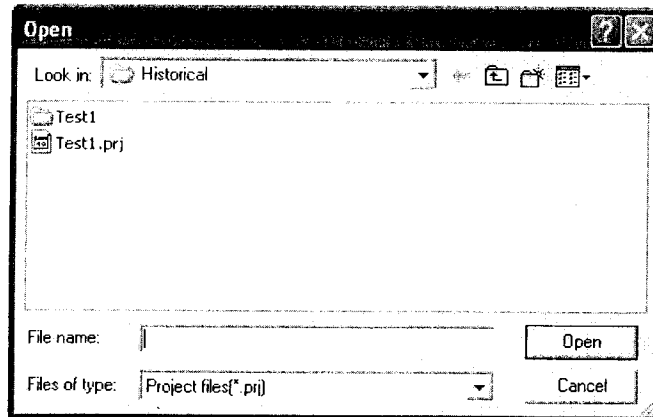 Open
Look in: Historical
Test1
Test1.prj
File name:
Open
Files of type: Project files(*.prj)
Cancel